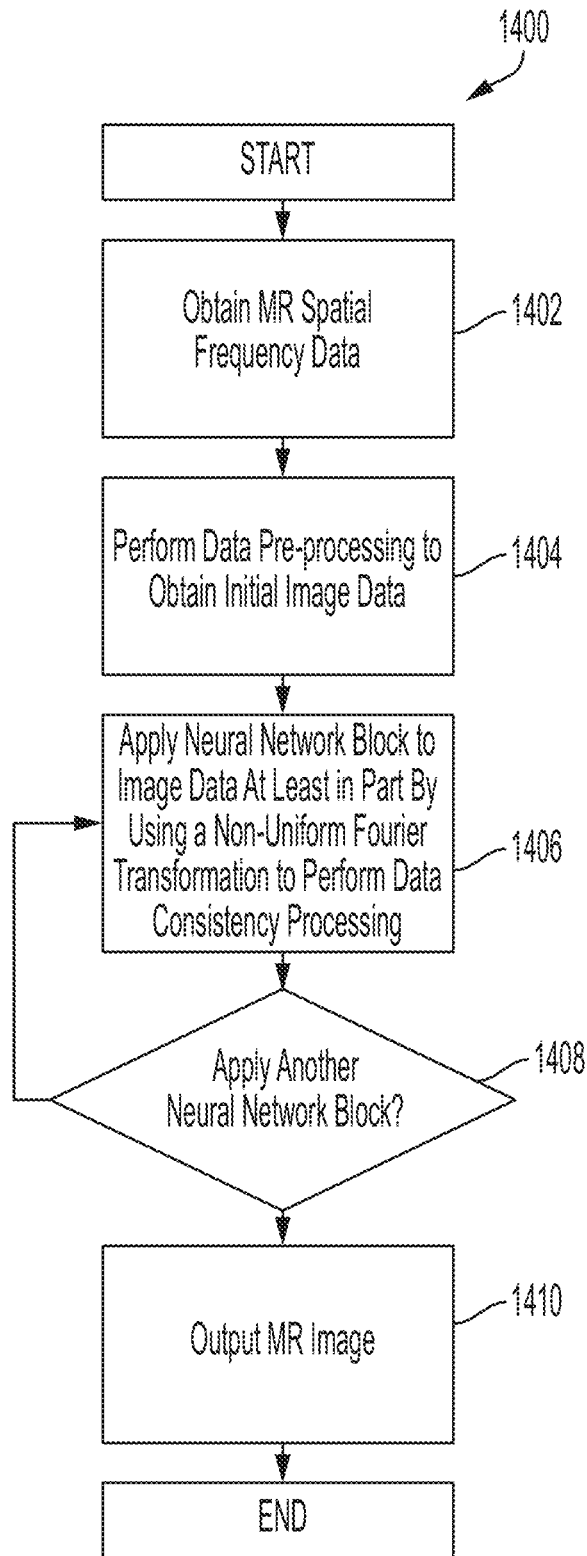 1400
START
Obtain MR Spatial
Frequency Data
1402
Perform Data Pre-processing to
Obtain Initial Image Data
1404
Apply Neural Network Block to
Image Data At Least in Part By
Using a Non-Uniform Fourier
Transformation to Perform Data
Consistency Processing
1406
Apply Another
Neural Network Block?
1408
Output MR Image
1410
END